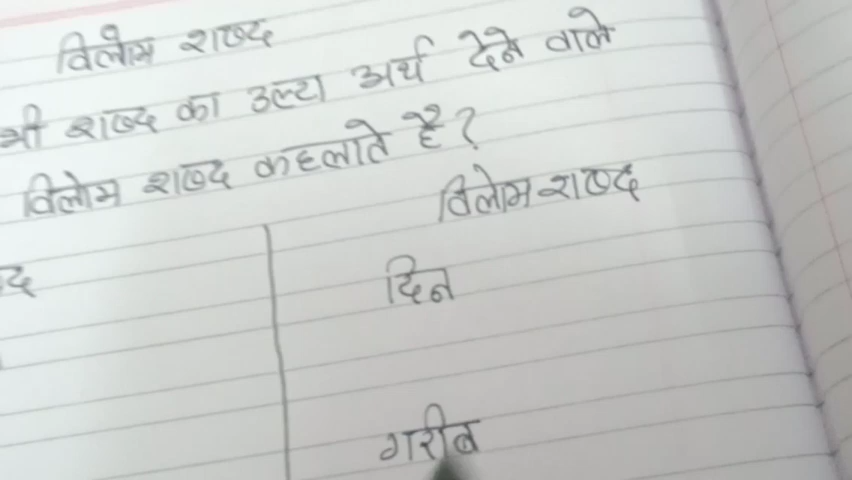 विलोम शब्द
भी शब्द का उल्टा अर्थ देने वाले
विलोम शब्द कहलाते है?
विलोम शब्द
द
दिन
गरीब